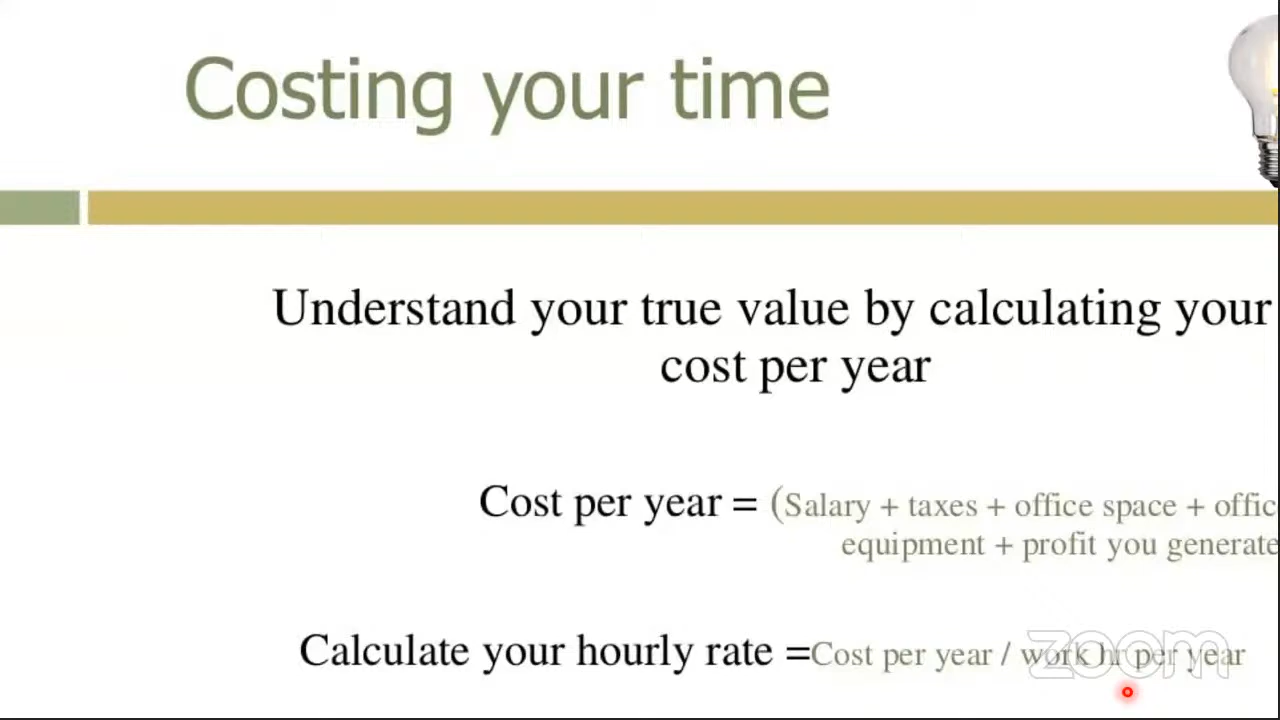 Costing your time
Understand your true value by calculating your
cost per year
Cost per year = (Salary + taxes + office space + offic
equipment + profit you generate
Calculate your hourly rate =Cost per year / work hr per year
zoom